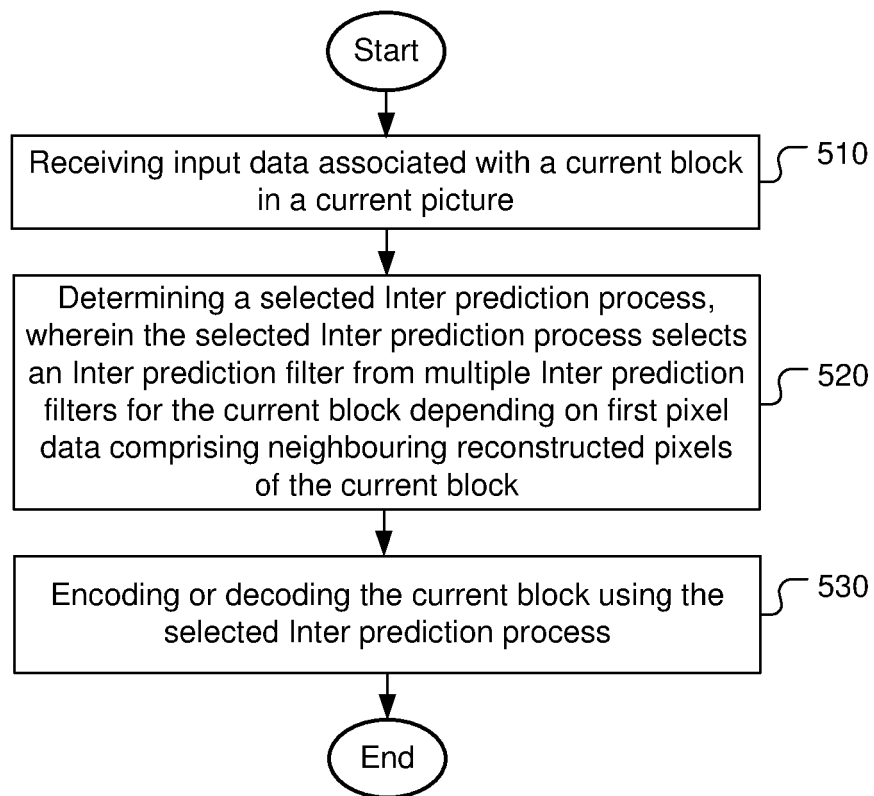 Start
Receiving input data associated with a current block
in a current picture
510
Determining a selected Inter prediction process,
wherein the selected Inter prediction process selects
an Inter prediction filter from multiple Inter prediction
filters for the current block depending on first pixel
data comprising neighbouring reconstructed pixels
of the current block
520
Encoding or decoding the current block using the
selected Inter prediction process
530
End